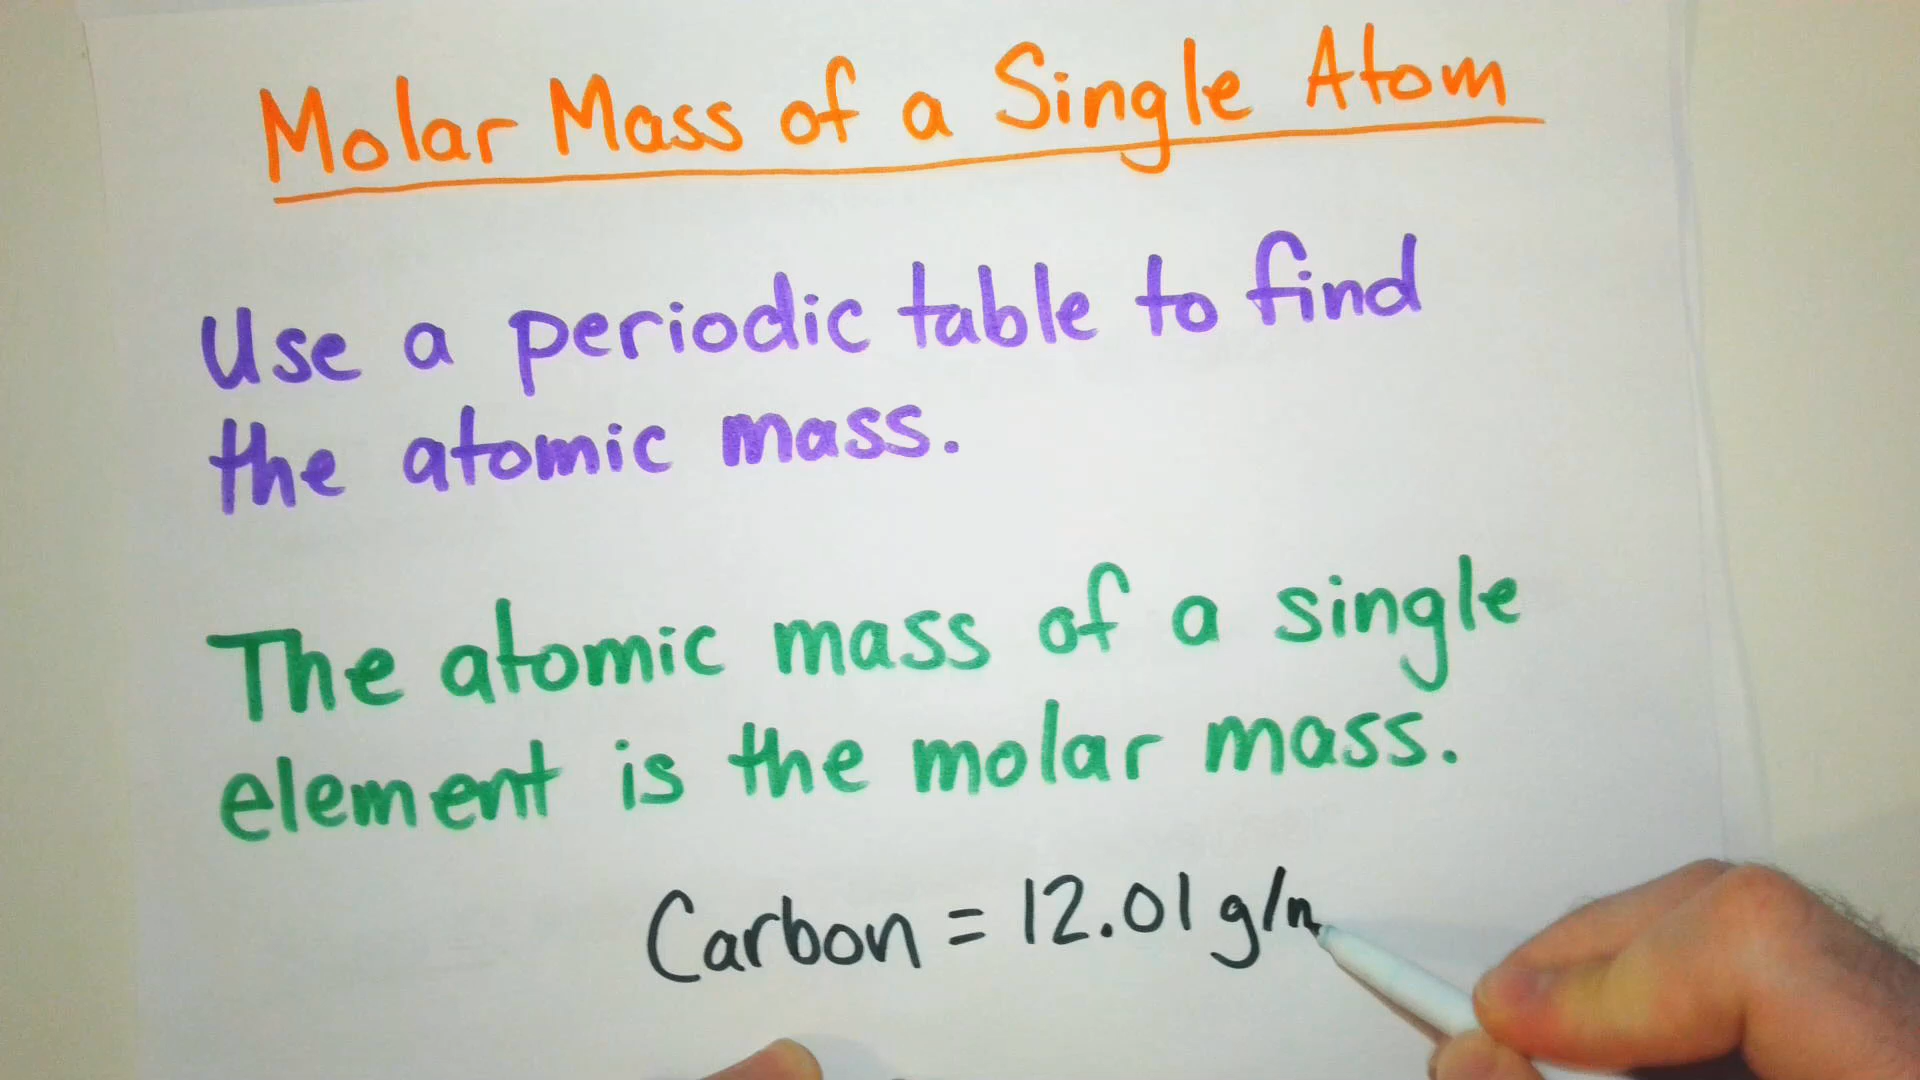 Molar Mass of a Single Atom
Use a periodic table to find
the atomic mass.
The atomic mass of a single
element is the molar mass.
Carbon = 12.01 g/m